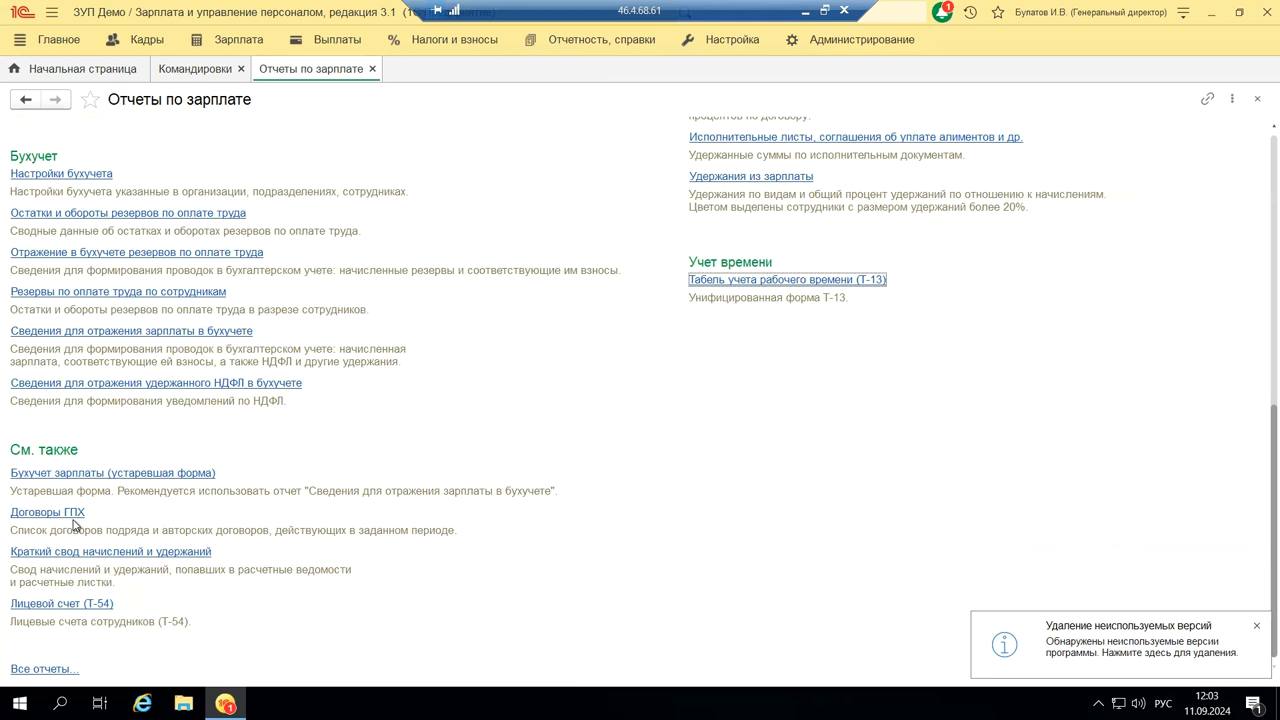 ЗУП Демо / Зарплата и управление персоналом, редакция 3.1 (1С:
46.4.68.61
1
Булатов И.В. (Генеральный директор)
Главное
Кадры
Зарплата
Выплаты
Налоги и взносы
Отчетность, справки
Настройка
Администрирование
Начальная страница
Командировки
Отчеты по зарплате
Отчеты по зарплате
Бухучет
Настройки бухучета
Настройки бухучета указанные в организации, подразделениях, сотрудниках.
Остатки и обороты резервов по оплате труда
Сводные данные об остатках и оборотах резервов по оплате труда.
Отражение в бухучете резервов по оплате труда
Сведения для формирования проводок в бухгалтерском учете: начисленные резервы и соответствующие им взносы.
Резервы по оплате труда по сотрудникам
Остатки и обороты резервов по оплате труда в разрезе сотрудников.
Сведения для отражения зарплаты в бухучете
Сведения для формирования проводок в бухгалтерском учете: начисленная
зарплата, соответствующие ей взносы, а также НДФЛ и другие удержания.
Сведения для отражения удержанного НДФЛ в бухучете
Сведения для формирования уведомлений по НДФЛ.
См. также
Бухучет зарплаты (устаревшая форма)
Устаревшая форма. Рекомендуется использовать отчет "Сведения для отражения зарплаты в бухучете".
Договоры ГПХ
Список договоров подряда и авторских договоров, действующих в заданном периоде.
Краткий свод начислений и удержаний
Свод начислений и удержаний, попавших в расчетные ведомости
и расчетные листки.
Лицевой счет (Т-54)
Лицевые счета сотрудников (Т-54).
Все отчеты...
процентов по договору.
Исполнительные листы, соглашения об уплате алиментов и др.
Удержанные суммы по исполнительным документам.
Удержания из зарплаты
Удержания по видам и общий процент удержаний по отношению к начислениям.
Цветом выделены сотрудники с размером удержаний более 20%.
Учет времени
Табель учета рабочего времени (Т-13)
Унифицированная форма Т-13.
Удаление неиспользуемых версий
Обнаружены неиспользуемые версии
программы. Нажмите здесь для удаления.
1
РУС
12:03
11.09.2024
1